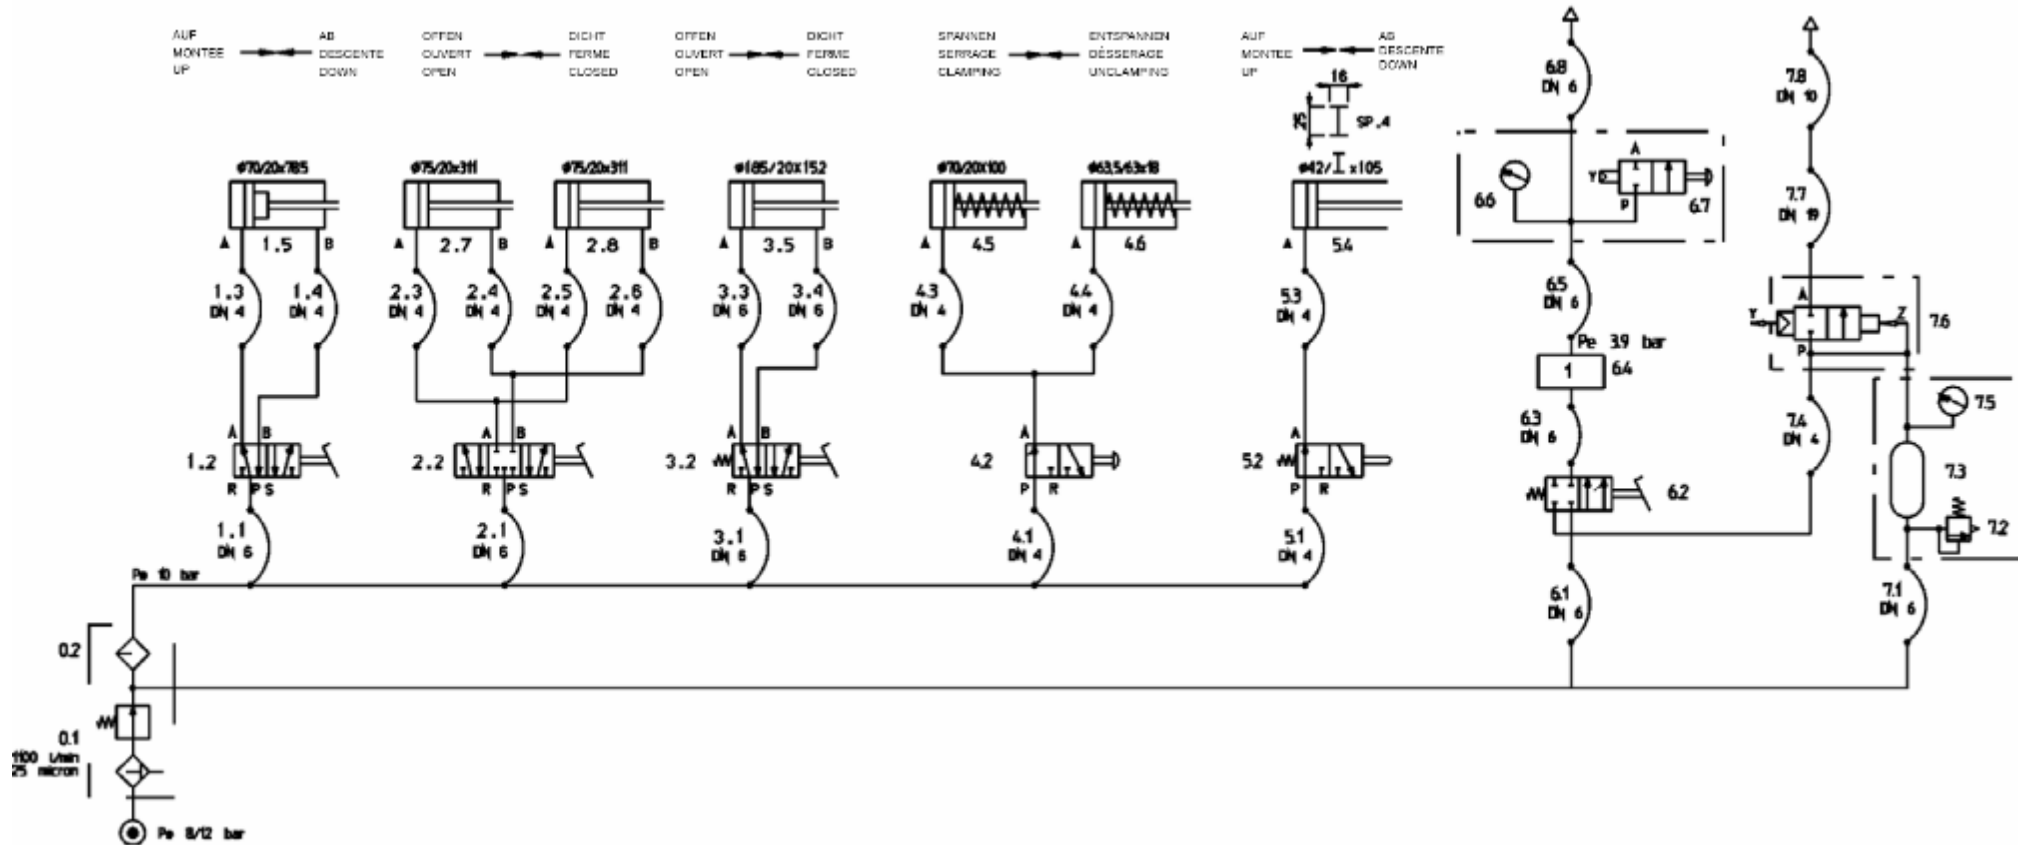 AUF
MONTEE
UP
AB
DESCENTE
DOWN
OFFEN
OUVERT
OPEN
DICHT
FERME
CLOSED
OFFEN
OUVERT
OPEN
DICHT
FERME
CLOSED
SPANNEN
SERRAGE
CLAMPING
ENTSPANNEN
DÉSSERAGE
UNCLAMPING
AUF
MONTEE
UP
AB
DESCENTE
DOWN
16
25
SP.4
ø70/20x785
ø75/20x311
ø75/20x311
ø185/20X152
ø70/20X100
ø63,5/63x18
ø42/ x105
A 1.5 B
A 2.7 B
A 2.8 B
A 3.5 B
A 4.5
A 4.6
A 5.4
1.3
DN 4
1.4
DN 4
2.3
DN 4
2.4
DN 4
2.5
DN 4
2.6
DN 4
3.3
DN 6
3.4
DN 6
4.3
DN 4
4.4
DN 4
5.3
DN 4
A B
1.2
R P S
A B
2.2
R P S
A B
3.2
R P S
A
4.2
P R
A
5.2
P R
1.1
DN 6
2.1
DN 6
3.1
DN 6
4.1
DN 4
5.1
DN 4
Pe 10 bar
0.2
0.1
1100 l/min
25 micron
Pe 8/12 bar
6.8
DN 6
6.6
A
Y
P
6.7
6.5
DN 6
Pe 3.9 bar
1
6.4
6.3
DN 6
6.2
6.1
DN 6
7.8
DN 10
7.7
DN 19
A
Y
Z
P
7.6
7.4
DN 4
7.5
7.3
7.2
7.1
DN 6